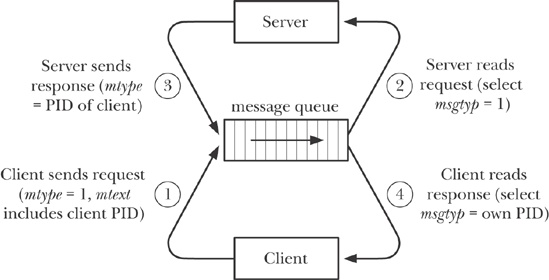 Server
Server sends
response (mtype
= PID of client)
3
2
Server reads
request (select
msgtyp = 1)
message queue
Client sends request
(mtype = 1, mtext
includes client PID)
1
4
Client reads
response (select
msgtyp = own PID)
Client